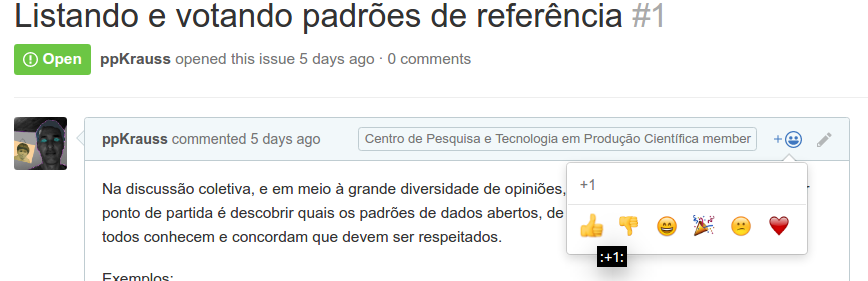 Listando e votando padrões de referência #1
Open ppKrauss opened this issue 5 days ago · 0 comments
ppKrauss commented 5 days ago Centro de Pesquisa e Tecnologia em Produção Científica member +
+1
Na discussão coletiva, e em meio à grande diversidade de opiniões,
ponto de partida é descobrir quais os padrões de dados abertos, de
todos conhecem e concordam que devem ser respeitados.
:+1:
Exemplos: